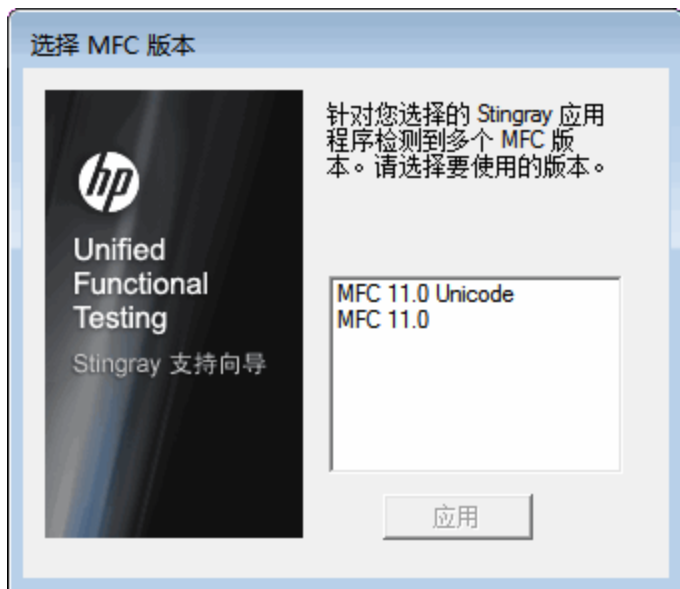 选择 MFC 版本
针对您选择的 Stingray 应用
程序检测到多个 MFC 版
本。请选择要使用的版本。
hp
Unified
Functional
Testing
Stingray 支持向导
MFC 11.0 Unicode
MFC 11.0
应用